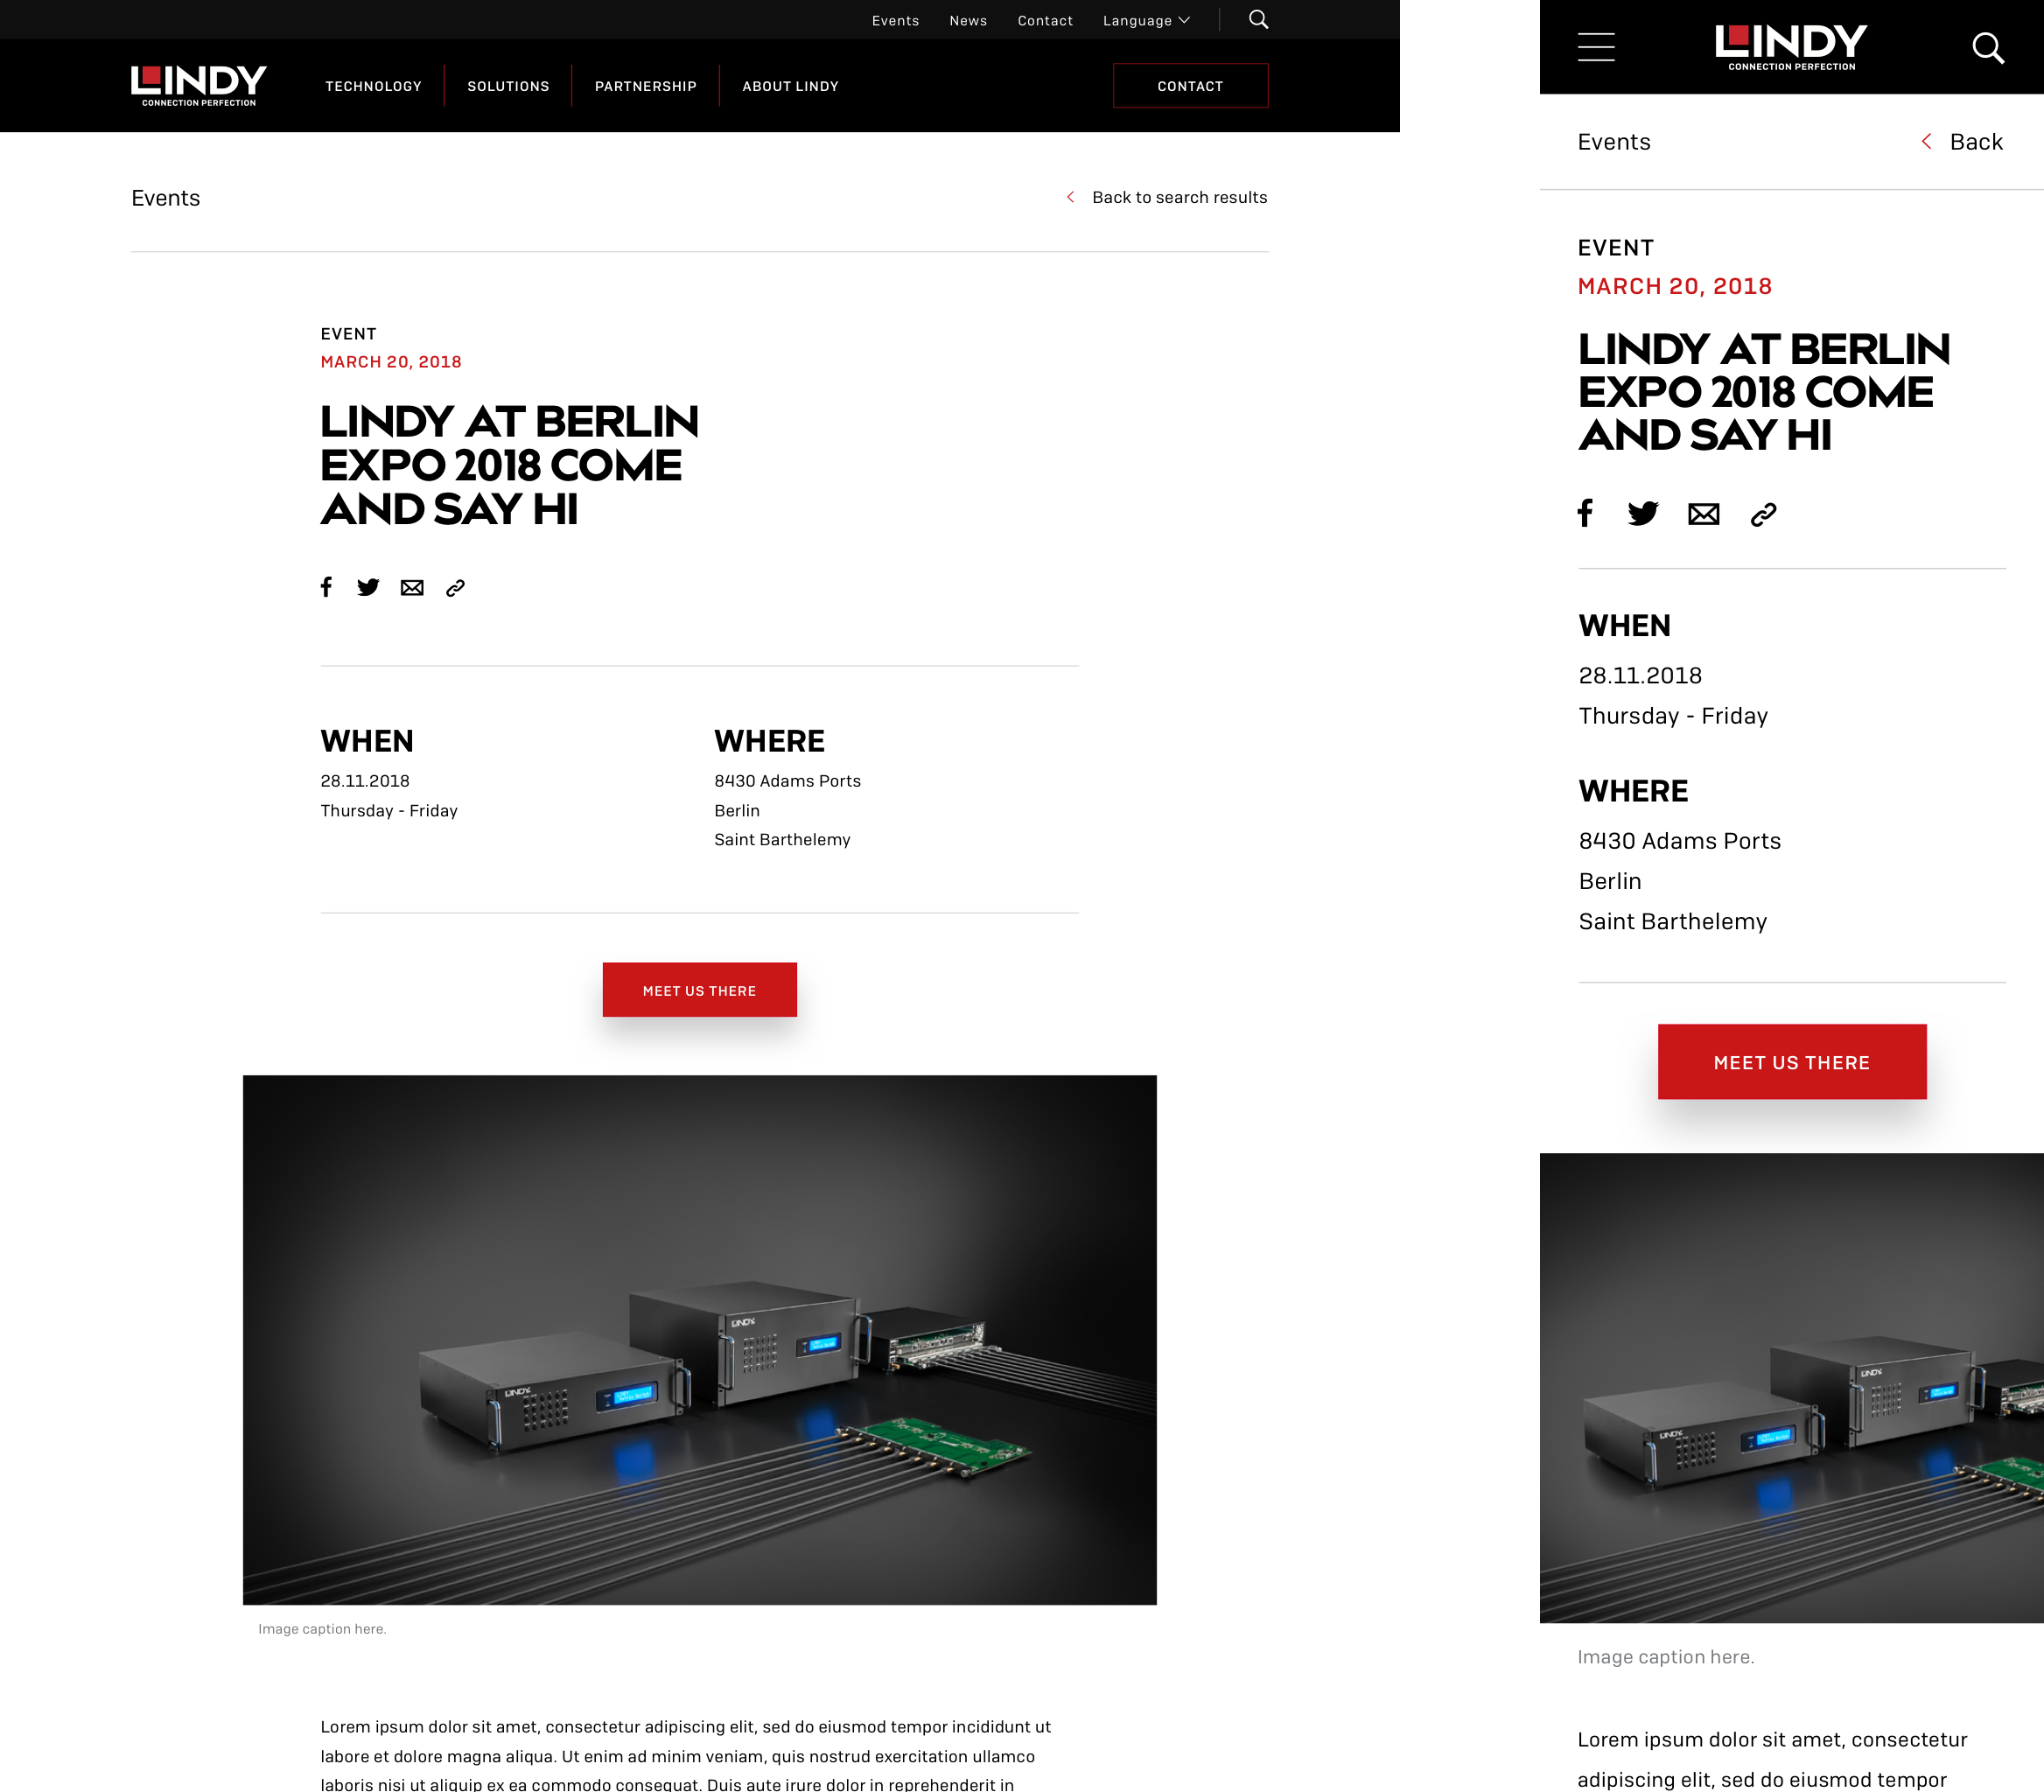 Events News Contact Language
LINDY
CONNECTION PERFECTION
TECHNOLOGY SOLUTIONS PARTNERSHIP ABOUT LINDY CONTACT
Events
Back to search results
EVENT
MARCH 20, 2018
LINDY AT BERLIN
EXPO 2018 COME
AND SAY HI
WHEN
28.11.2018
Thursday - Friday
WHERE
8430 Adams Ports
Berlin
Saint Barthelemy
MEET US THERE
LINDY
LINDY
Image caption here.
Lorem ipsum dolor sit amet, consectetur adipiscing elit, sed do eiusmod tempor incididunt ut
labore et dolore magna aliqua. Ut enim ad minim veniam, quis nostrud exercitation ullamco
laboris nisi ut aliquip ex ea commodo consequat. Duis aute irure dolor in reprehenderit in
LINDY
CONNECTION PERFECTION
Events
Back
EVENT
MARCH 20, 2018
LINDY AT BERLIN
EXPO 2018 COME
AND SAY HI
WHEN
28.11.2018
Thursday - Friday
WHERE
8430 Adams Ports
Berlin
Saint Barthelemy
MEET US THERE
LINDY
LINDY
Image caption here.
Lorem ipsum dolor sit amet, consectetur
adipiscing elit, sed do eiusmod tempor